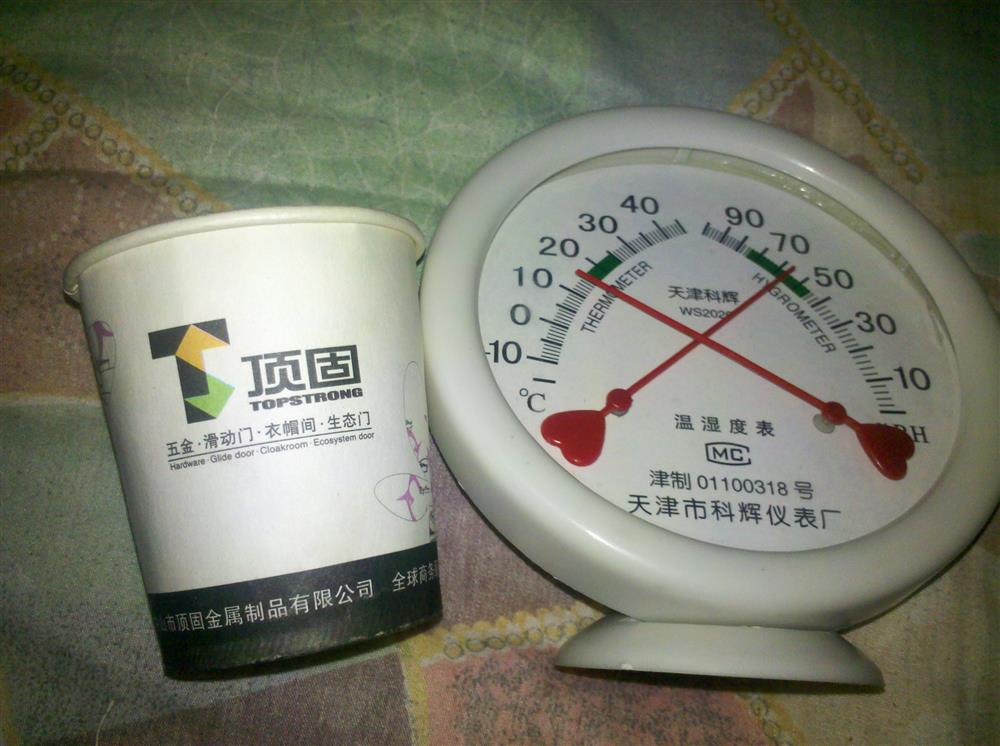 顶固
TOPSTRONG
五金·滑动门·衣帽间·生态门
Hardware·Glide door·Cloakroom·Ecosystem door
市顶固金属制品有限公司 全球商务
40
30
20
10
0
-10
°C
THERMOMETER
90
70
50
30
10
RH
HYGROMETER
天津科辉
温湿度表
MC
津制 01100318 号
天津市科辉仪表厂